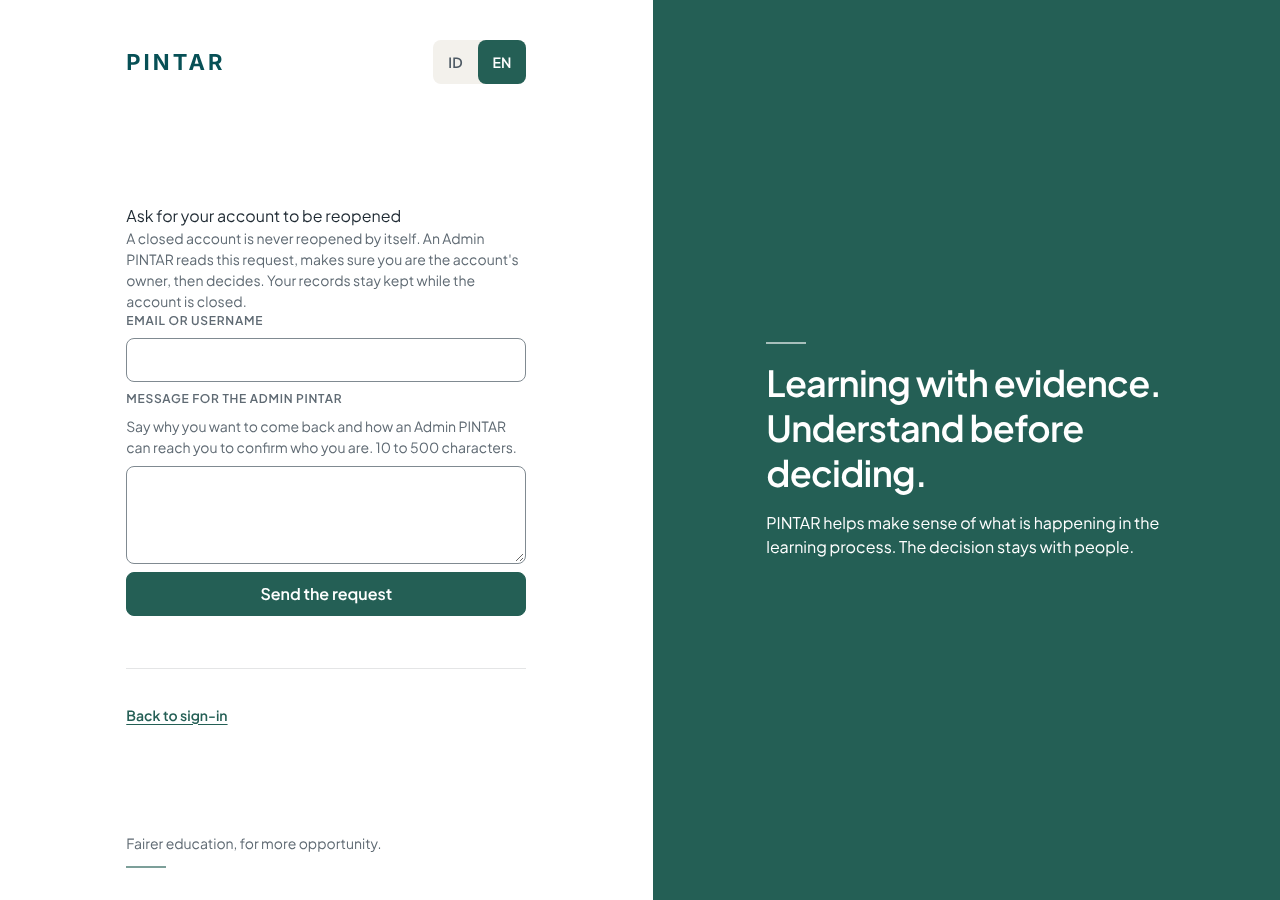 PINTAR
ID
EN
Ask for your account to be reopened
A closed account is never reopened by itself. An Admin
PINTAR reads this request, makes sure you are the account's
owner, then decides. Your records stay kept while the
account is closed.
EMAIL OR USERNAME
MESSAGE FOR THE ADMIN PINTAR
Say why you want to come back and how an Admin PINTAR
can reach you to confirm who you are. 10 to 500 characters.
Send the request
Back to sign-in
Fairer education, for more opportunity.
Learning with evidence.
Understand before
deciding.
PINTAR helps make sense of what is happening in the
learning process. The decision stays with people.